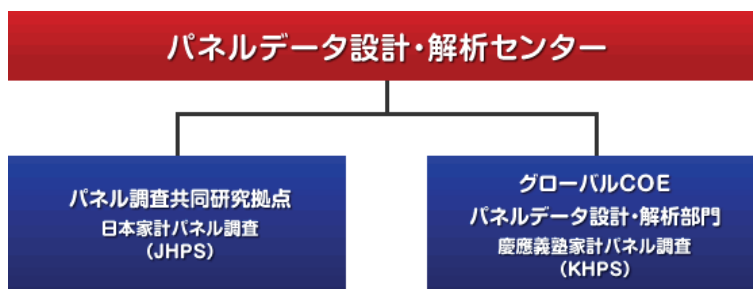 パネルデータ設計・解析センター
パネル調査共同研究拠点
日本家計パネル調査
(JHPS)
グローバルCOE
パネルデータ設計・解析部門
慶應義塾家計パネル調査
(KHPS)